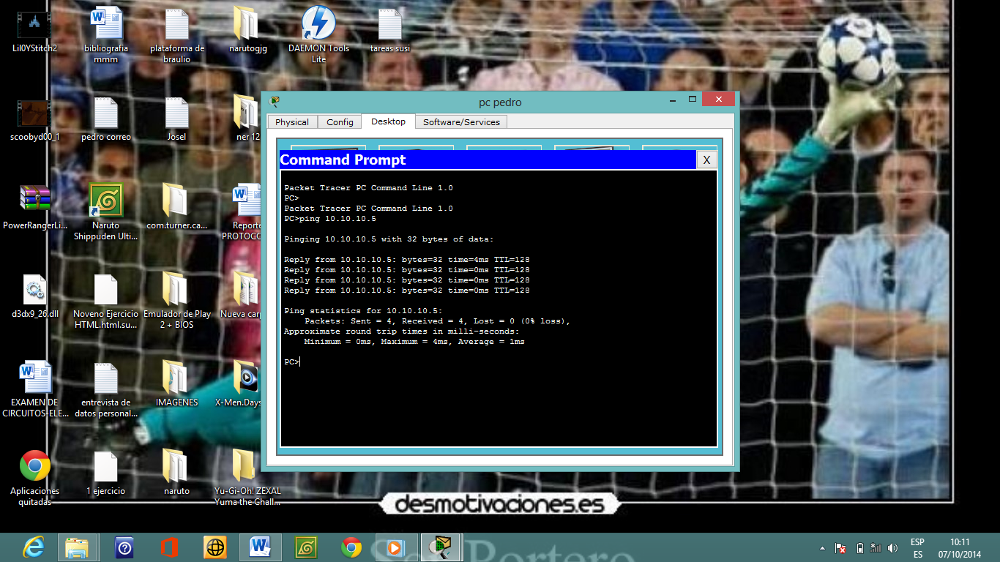 Lil0YStitch2
bibliografia
mmm
plataforma de
braulio
narutogjg
DAEMON Tools
Lite
tareas susi
scoobyd00_1
pedro correo
Josel
ner 12
PowerRangerLi...
Naruto
Shippuden Ulti...
com.turner.ca...
Reporte
PROTOCO
d3dx9_26.dll
Noveno Ejercicio
HTML.html.su...
Emulador de Play
2 + BIOS
Nueva carp
EXAMEN DE
CIRCUITOS-ELE...
entrevista de
datos personal...
IMAGENES
X-Men.Days
Aplicaciones
quitadas
1 ejercicio
naruto
Yu-Gi-Oh! ZEXAL
Yuma the Chall...
pc pedro
Physical
Config
Desktop
Software/Services
Command Prompt
X
Packet Tracer PC Command Line 1.0
PC>
Packet Tracer PC Command Line 1.0
PC>ping 10.10.10.5
Pinging 10.10.10.5 with 32 bytes of data:
Reply from 10.10.10.5: bytes=32 time=4ms TTL=128
Reply from 10.10.10.5: bytes=32 time=0ms TTL=128
Reply from 10.10.10.5: bytes=32 time=0ms TTL=128
Reply from 10.10.10.5: bytes=32 time=0ms TTL=128
Ping statistics for 10.10.10.5:
Packets: Sent = 4, Received = 4, Lost = 0 (0% loss),
Approximate round trip times in milli-seconds:
Minimum = 0ms, Maximum = 4ms, Average = 1ms
PC>
desmotivaciones.es
Ser Portero
ESP
ES
10:11
07/10/2014